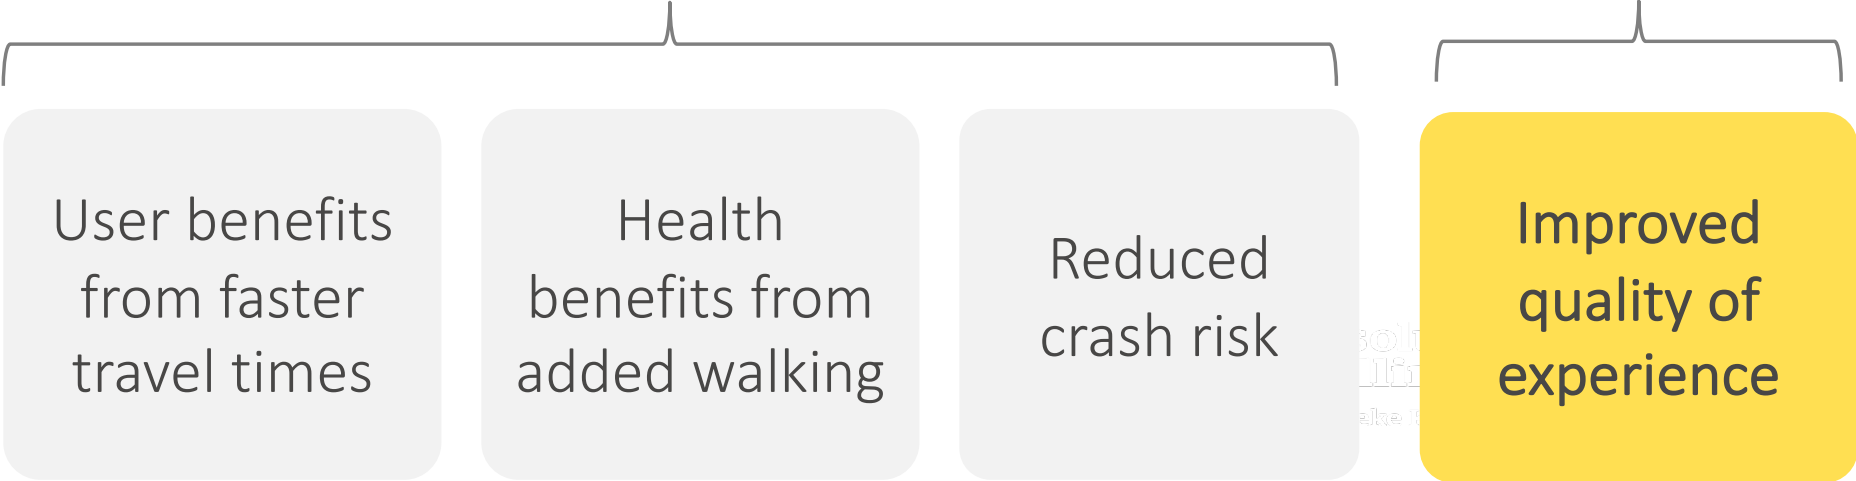 User benefits
from faster
travel times
Health
benefits from
added walking
Reduced
crash risk
Improved
quality of
experience